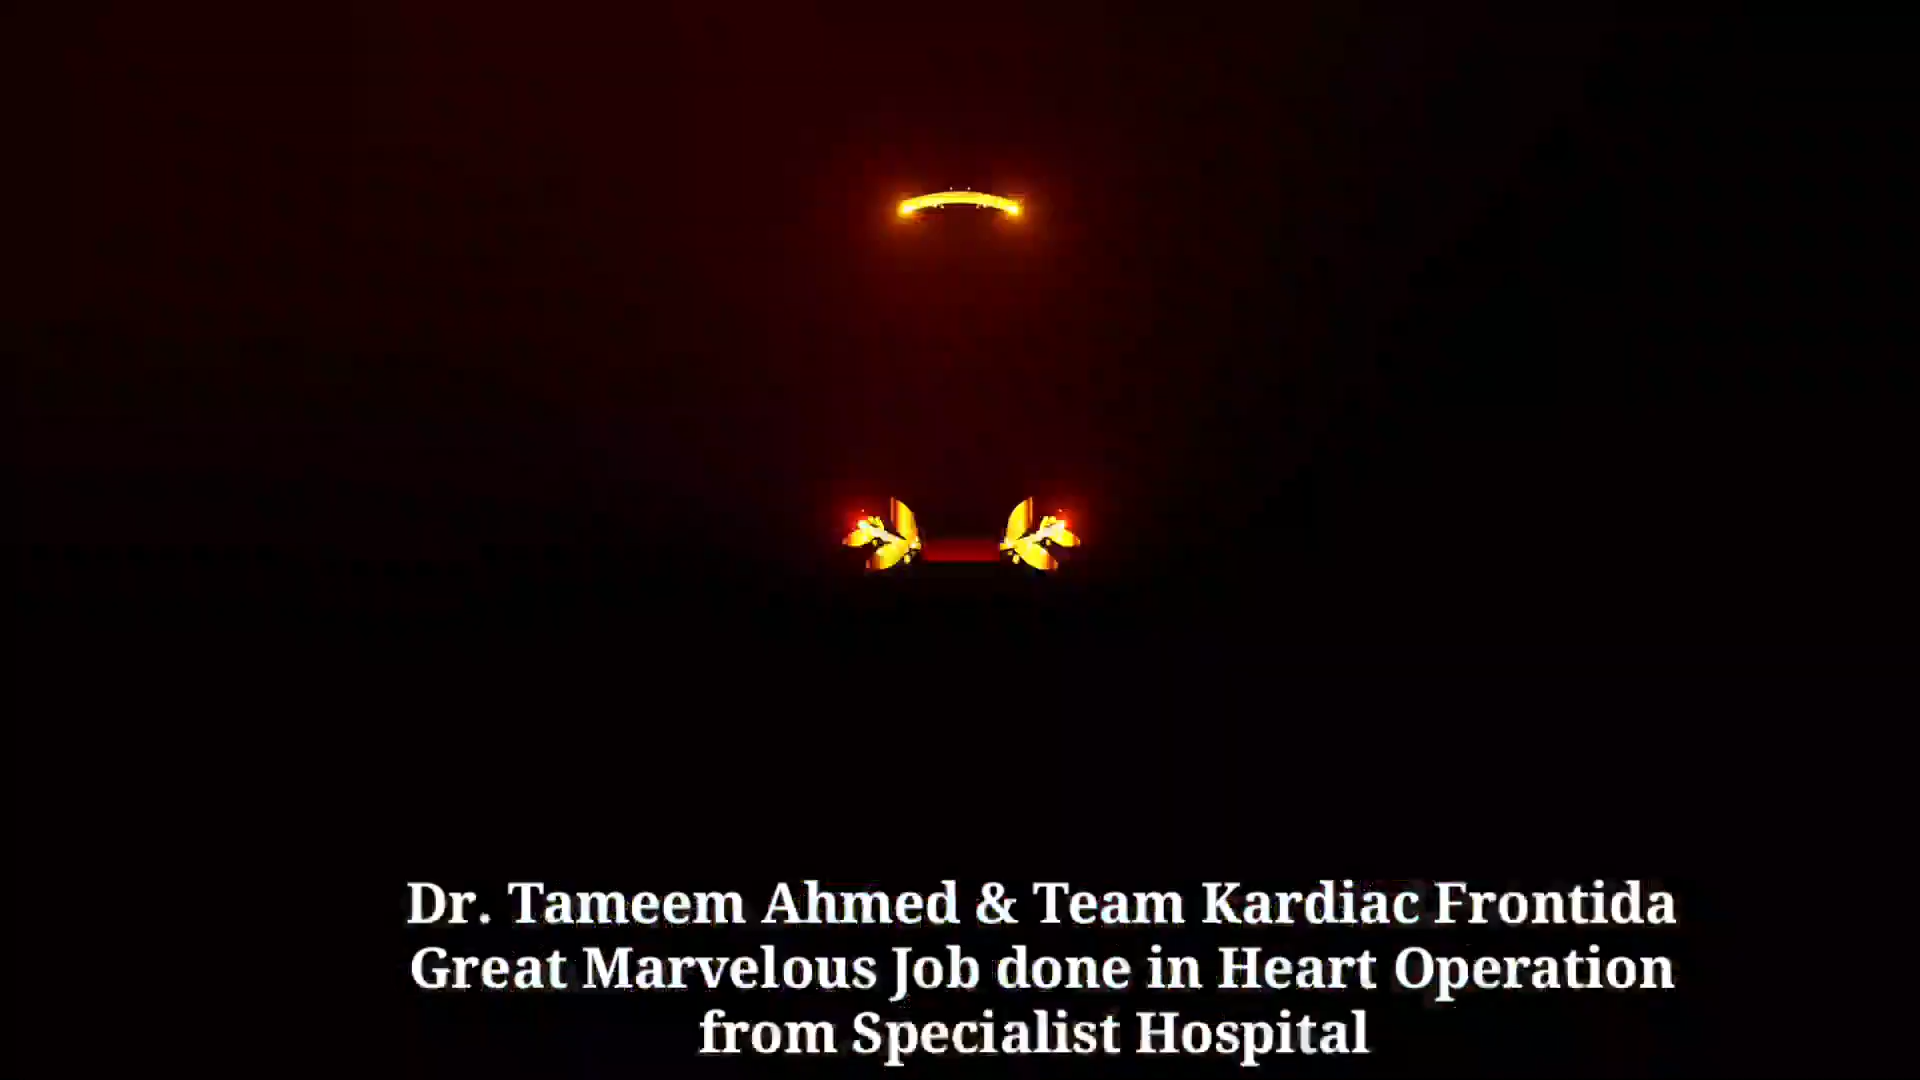 Dr. Tameem Ahmed & Team Kardiac Frontida
Great Marvelous Job done in Heart Operation
from Specialist Hospital